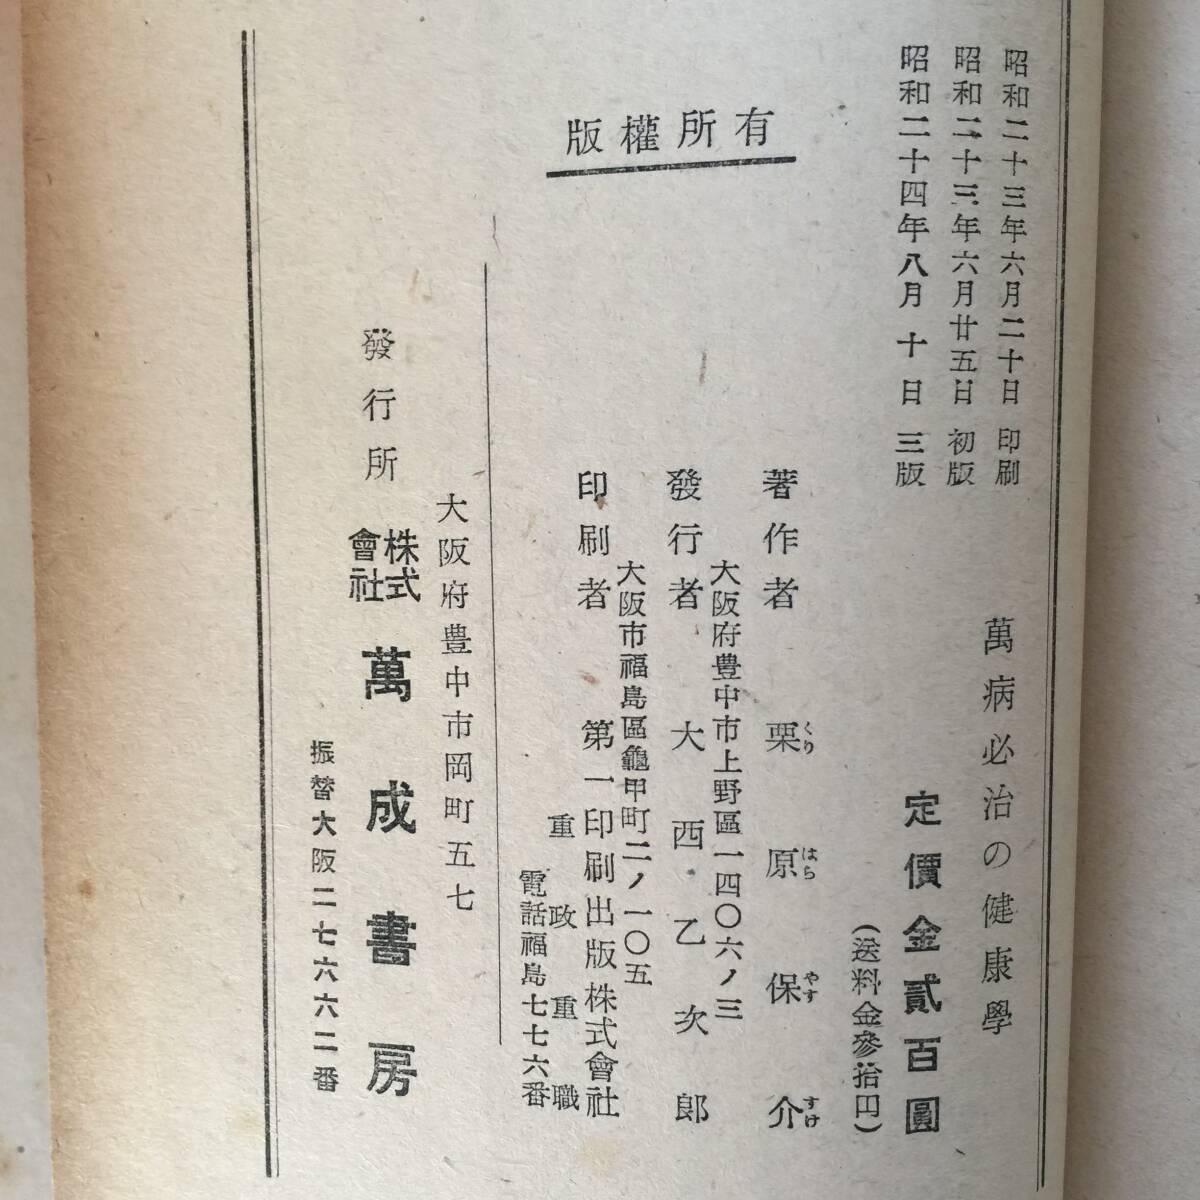 昭和二十三年六月二十日 印刷
昭和二十三年六月廿五日 初版
昭和二十四年八月十日 三版
萬病必治の健康學
定價金貳百圓
(送料金參拾円)
版權所有
著作者 栗原保介
くり はら やす すけ
大阪府豊中市上野區一四〇六ノ三
發行者 大西乙次郎
大阪市福島區龜甲町二ノ一〇五
印刷者 第一印刷出版株式會社
重政重職
電話福島七七六番
大阪府豊中市岡町五七
發行所 株式會社 萬成書房
振替大阪二七六六二番